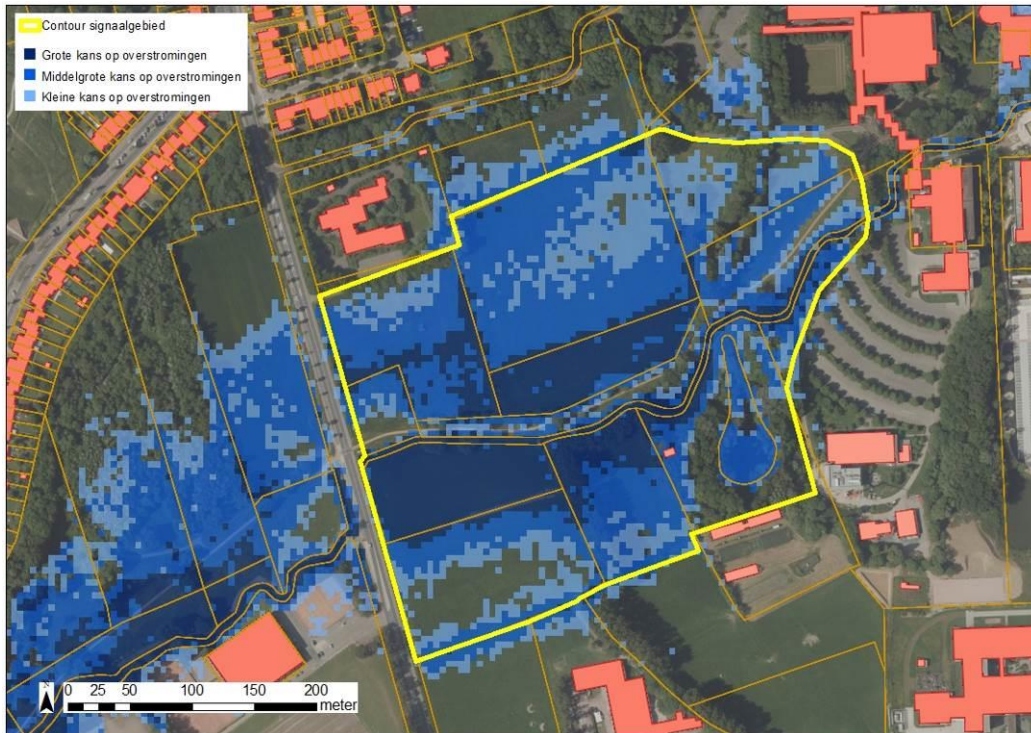 Contour signaalgebied
Grote kans op overstromingen
Middelgrote kans op overstromingen
Kleine kans op overstromingen
N
0 25 50 100 150 200
meter